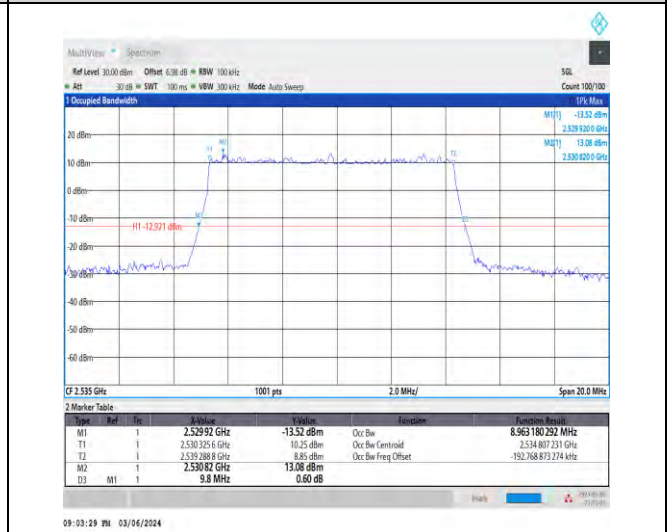 MultiView Spectrum
Ref Level 30.00 dBm Offset 6.98 dB RBW 100 kHz SGL
Att 30 dB SWT 100 ms VBW 300 kHz Mode Auto Sweep Count 100/100
1 Occupied Bandwidth 1Pk Max
M1[1] -13.52 dBm
2.529 920 0 GHz
M2[1] 13.08 dBm
2.530 820 0 GHz
20 dBm
T1 M2 T2
10 dBm
0 dBm
-10 dBm
M1 D3
H1 -12.921 dBm
-20 dBm
-30 dBm
-40 dBm
-50 dBm
-60 dBm
CF 2.535 GHz 1001 pts 2.0 MHz/ Span 20.0 MHz
2 Marker Table
Type Ref Trc X-Value Y-Value Function Function Result
M1 1 2.529 92 GHz -13.52 dBm Occ Bw 8.963 180 292 MHz
T1 1 2.530 325 6 GHz 10.25 dBm Occ Bw Centroid 2.534 807 231 GHz
T2 1 2.539 288 8 GHz 8.85 dBm Occ Bw Freq Offset -192.768 873 274 kHz
M2 1 2.530 82 GHz 13.08 dBm
D3 M1 1 9.8 MHz 0.60 dB
09:03:29 PM 03/06/2024